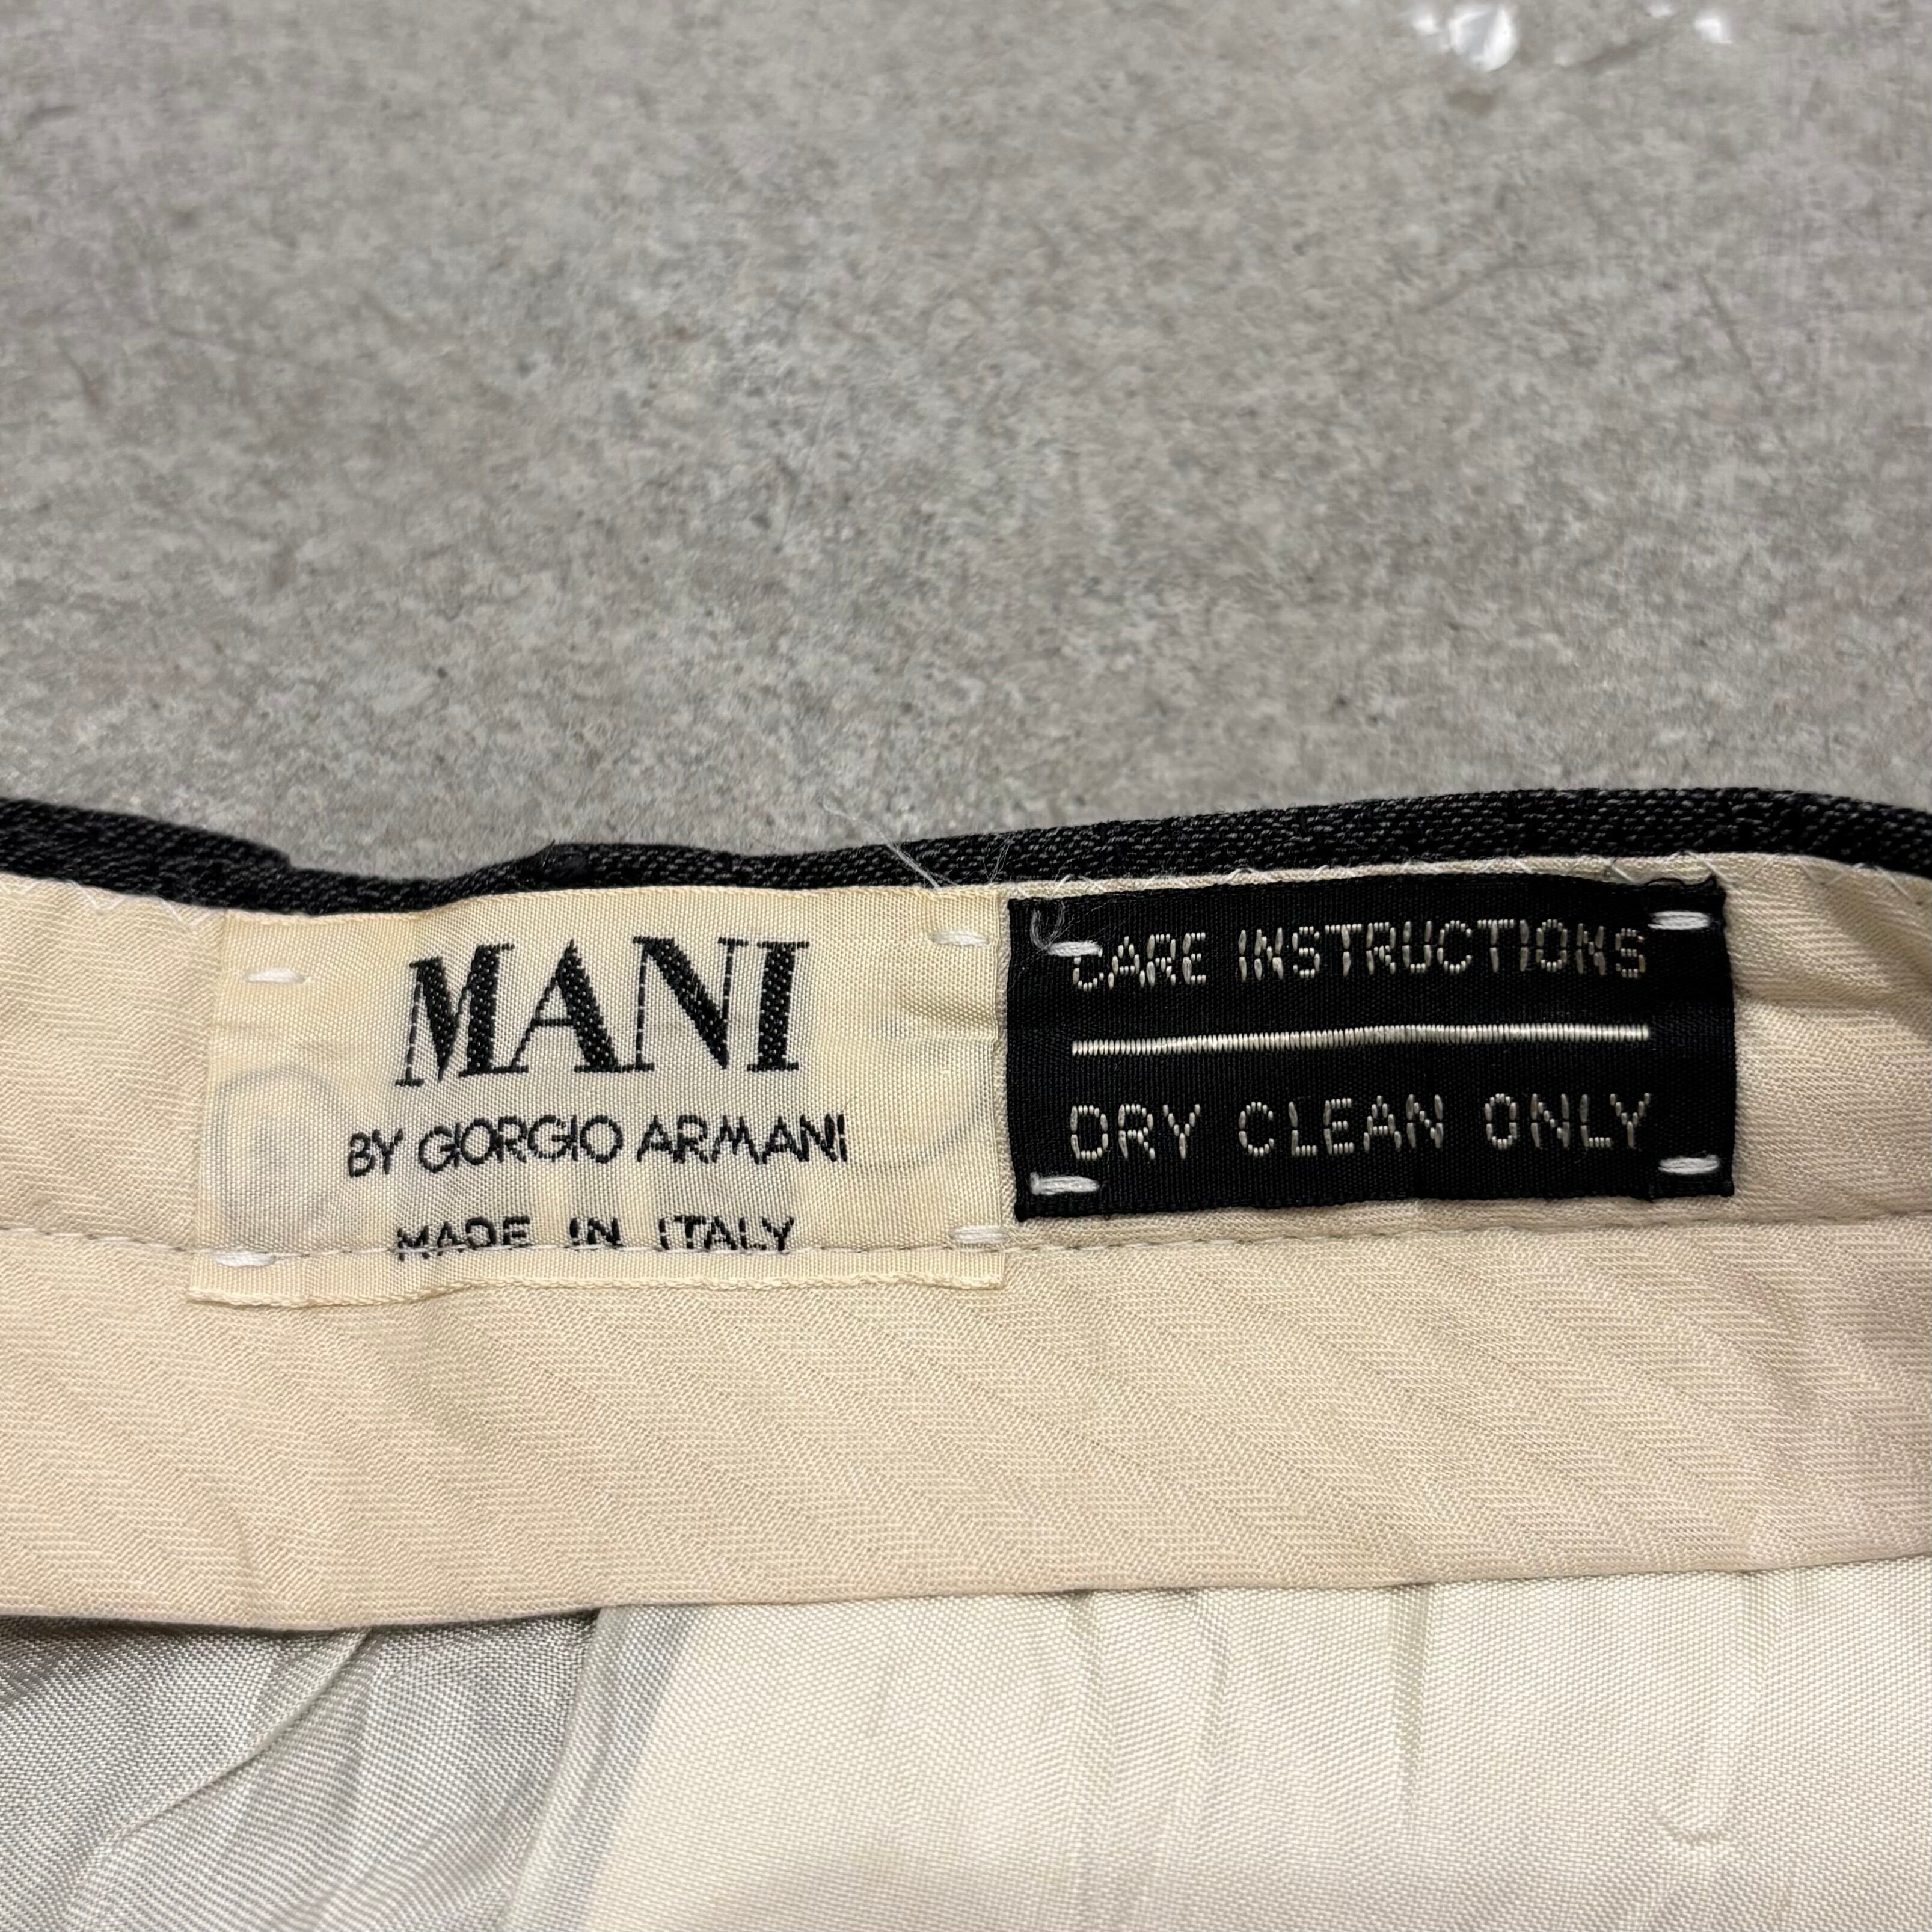 MANI
BY GIORGIO ARMANI
MADE IN ITALY
CARE INSTRUCTIONS
DRY CLEAN ONLY